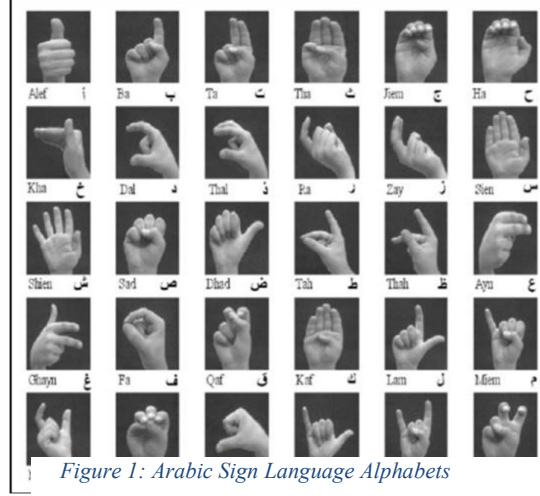 Alef أ Ba ب Ta ت Tha ث Jiem ج Ha ح
Kha خ Dal د Thal ذ Ra ر Zay ز Sien س
Shien ش Sad ص Dhad ض Tah ط Thah ظ Ayn ع
Ghayn غ Fa ف Qaf ق Kaf ك Lam ل Miem م
Figure 1: Arabic Sign Language Alphabets